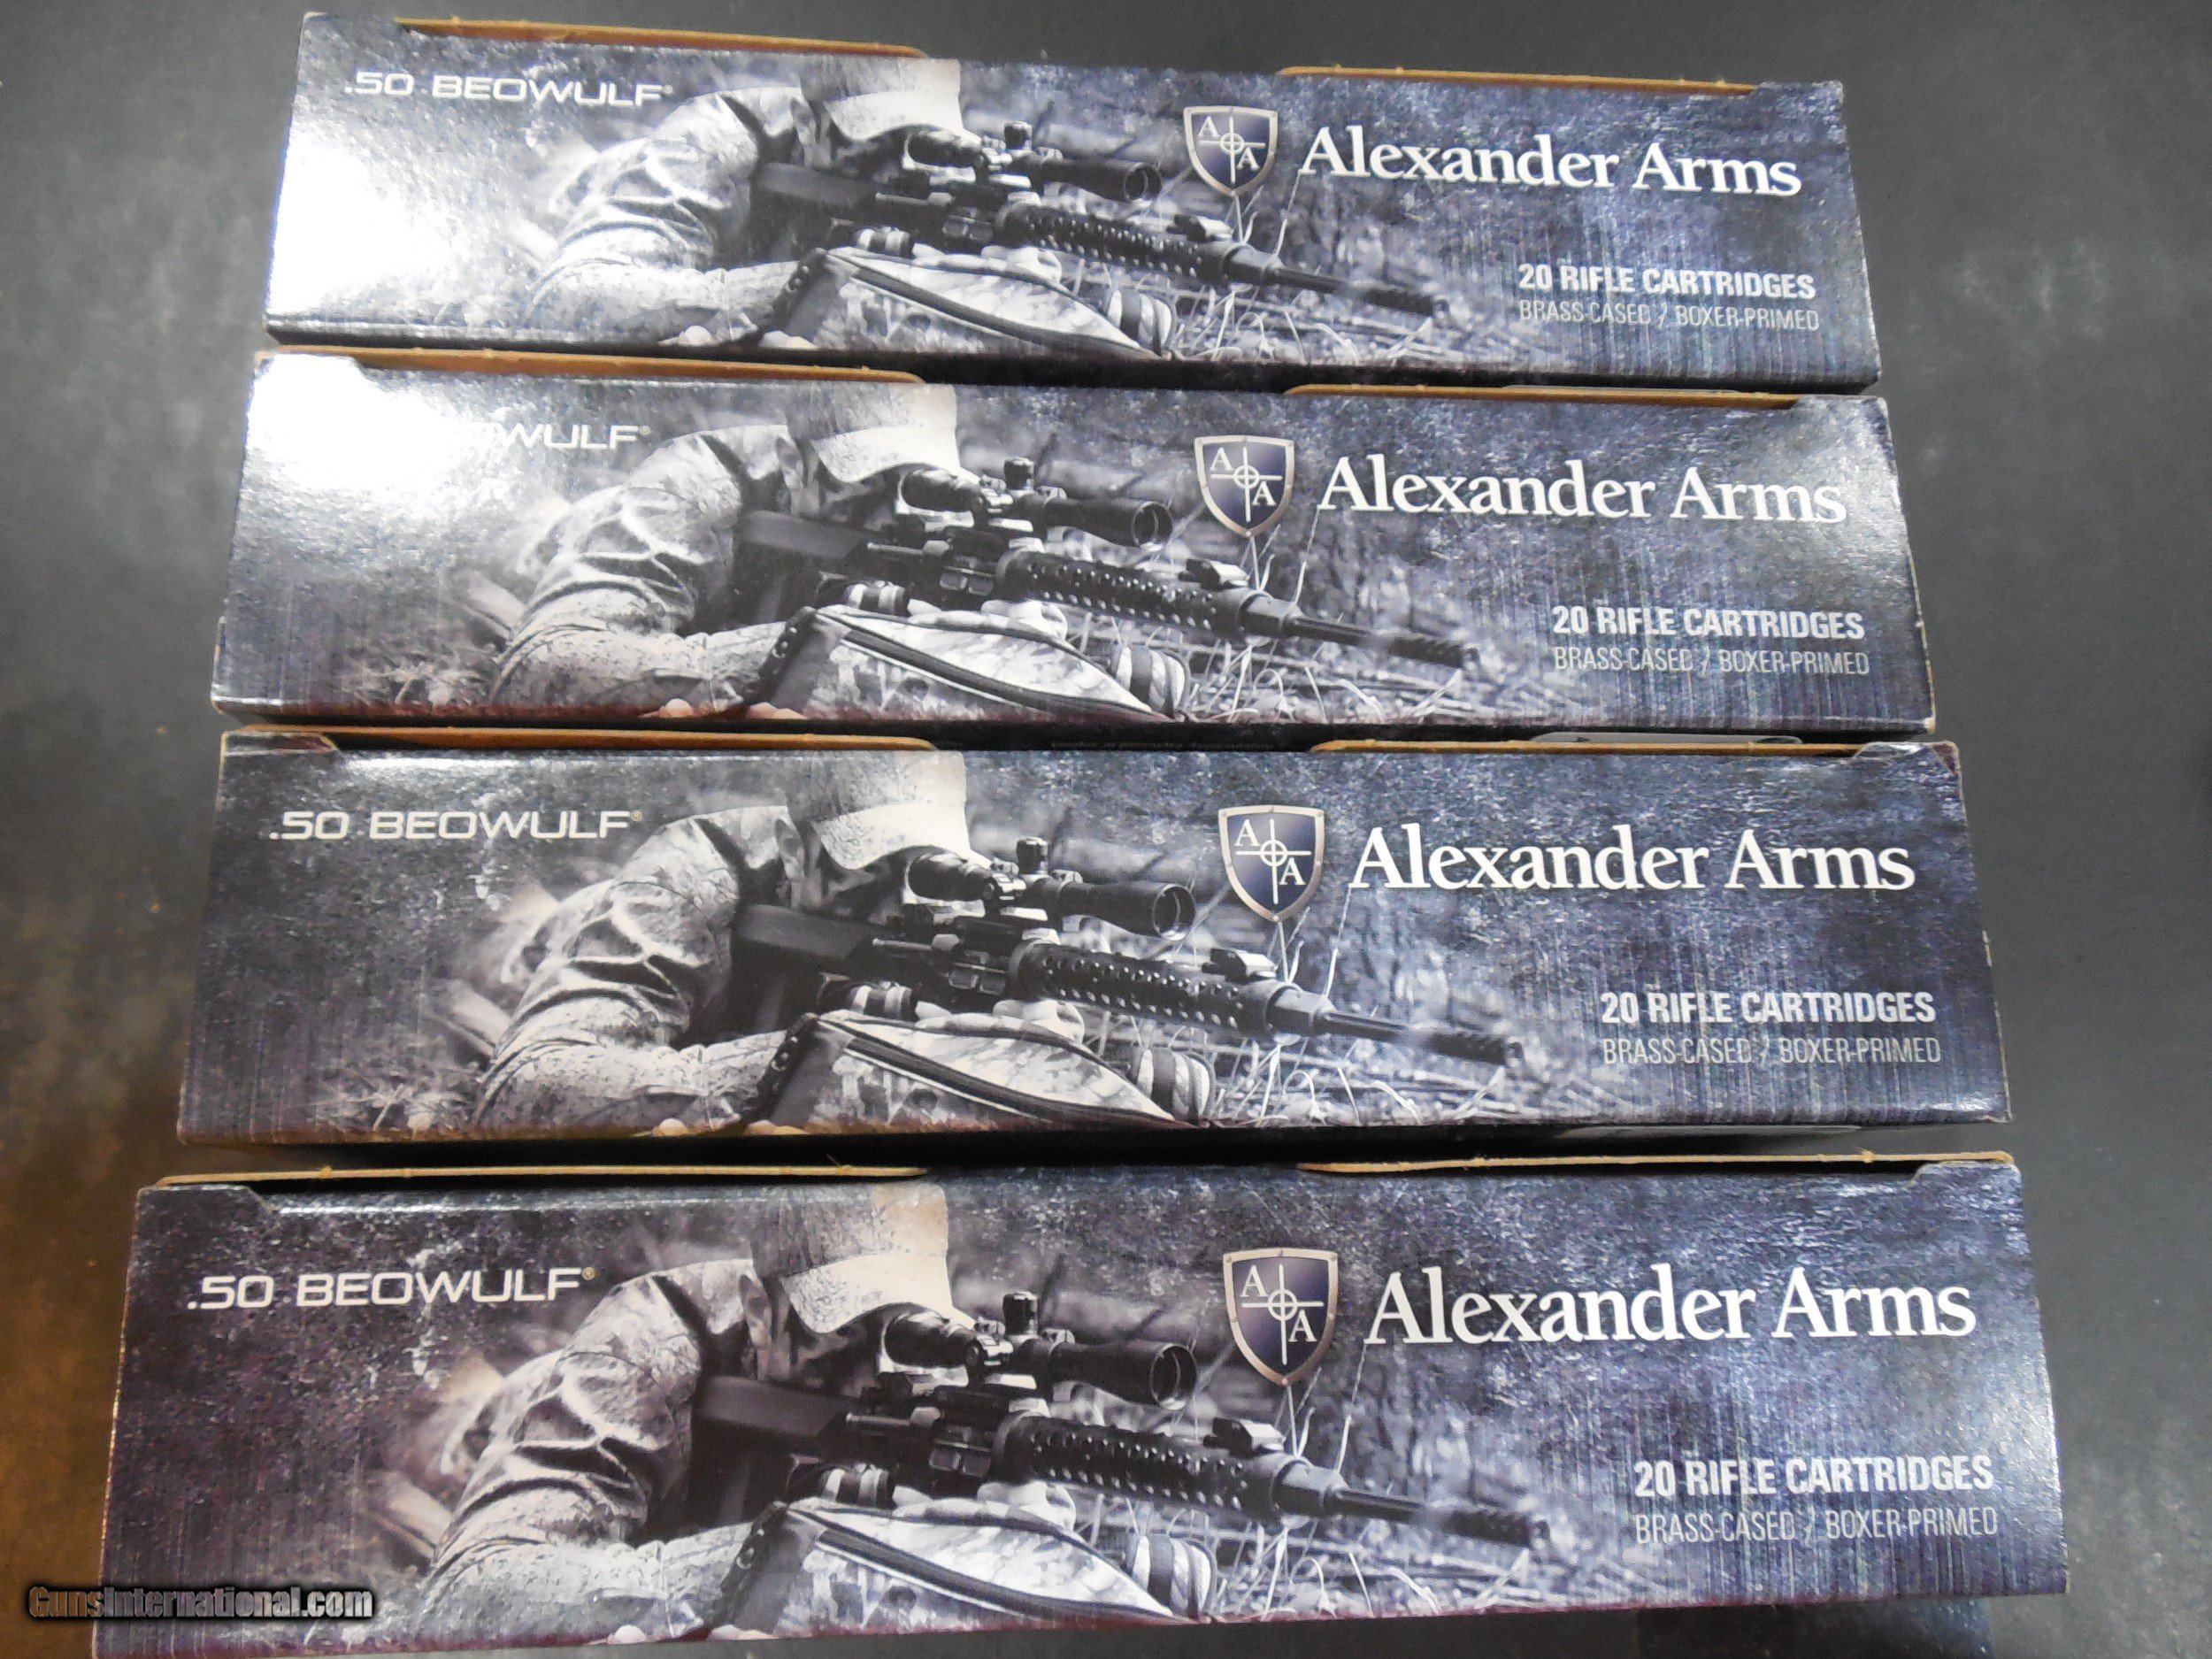 .50 BEOWULF®
A A Alexander Arms
20 RIFLE CARTRIDGES
BRASS-CASED / BOXER-PRIMED
WULF®
A A Alexander Arms
20 RIFLE CARTRIDGES
BRASS-CASED / BOXER-PRIMED
.50 BEOWULF®
A A Alexander Arms
20 RIFLE CARTRIDGES
BRASS-CASED / BOXER-PRIMED
.50 BEOWULF®
A A Alexander Arms
20 RIFLE CARTRIDGES
BRASS-CASED / BOXER-PRIMED
GunsInternational.com